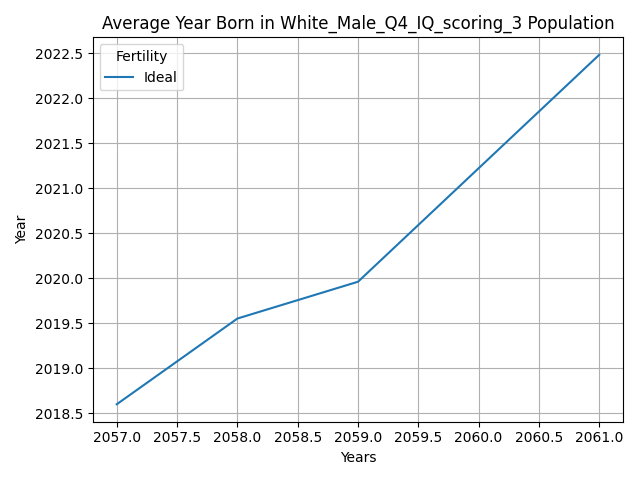 Average Year Born in White_Male_Q4_IQ_scoring_3 Population
Fertility
Ideal
Year
2022.5
2022.0
2021.5
2021.0
2020.5
2020.0
2019.5
2019.0
2018.5
2057.0 2057.5 2058.0 2058.5 2059.0 2059.5 2060.0 2060.5 2061.0
Years